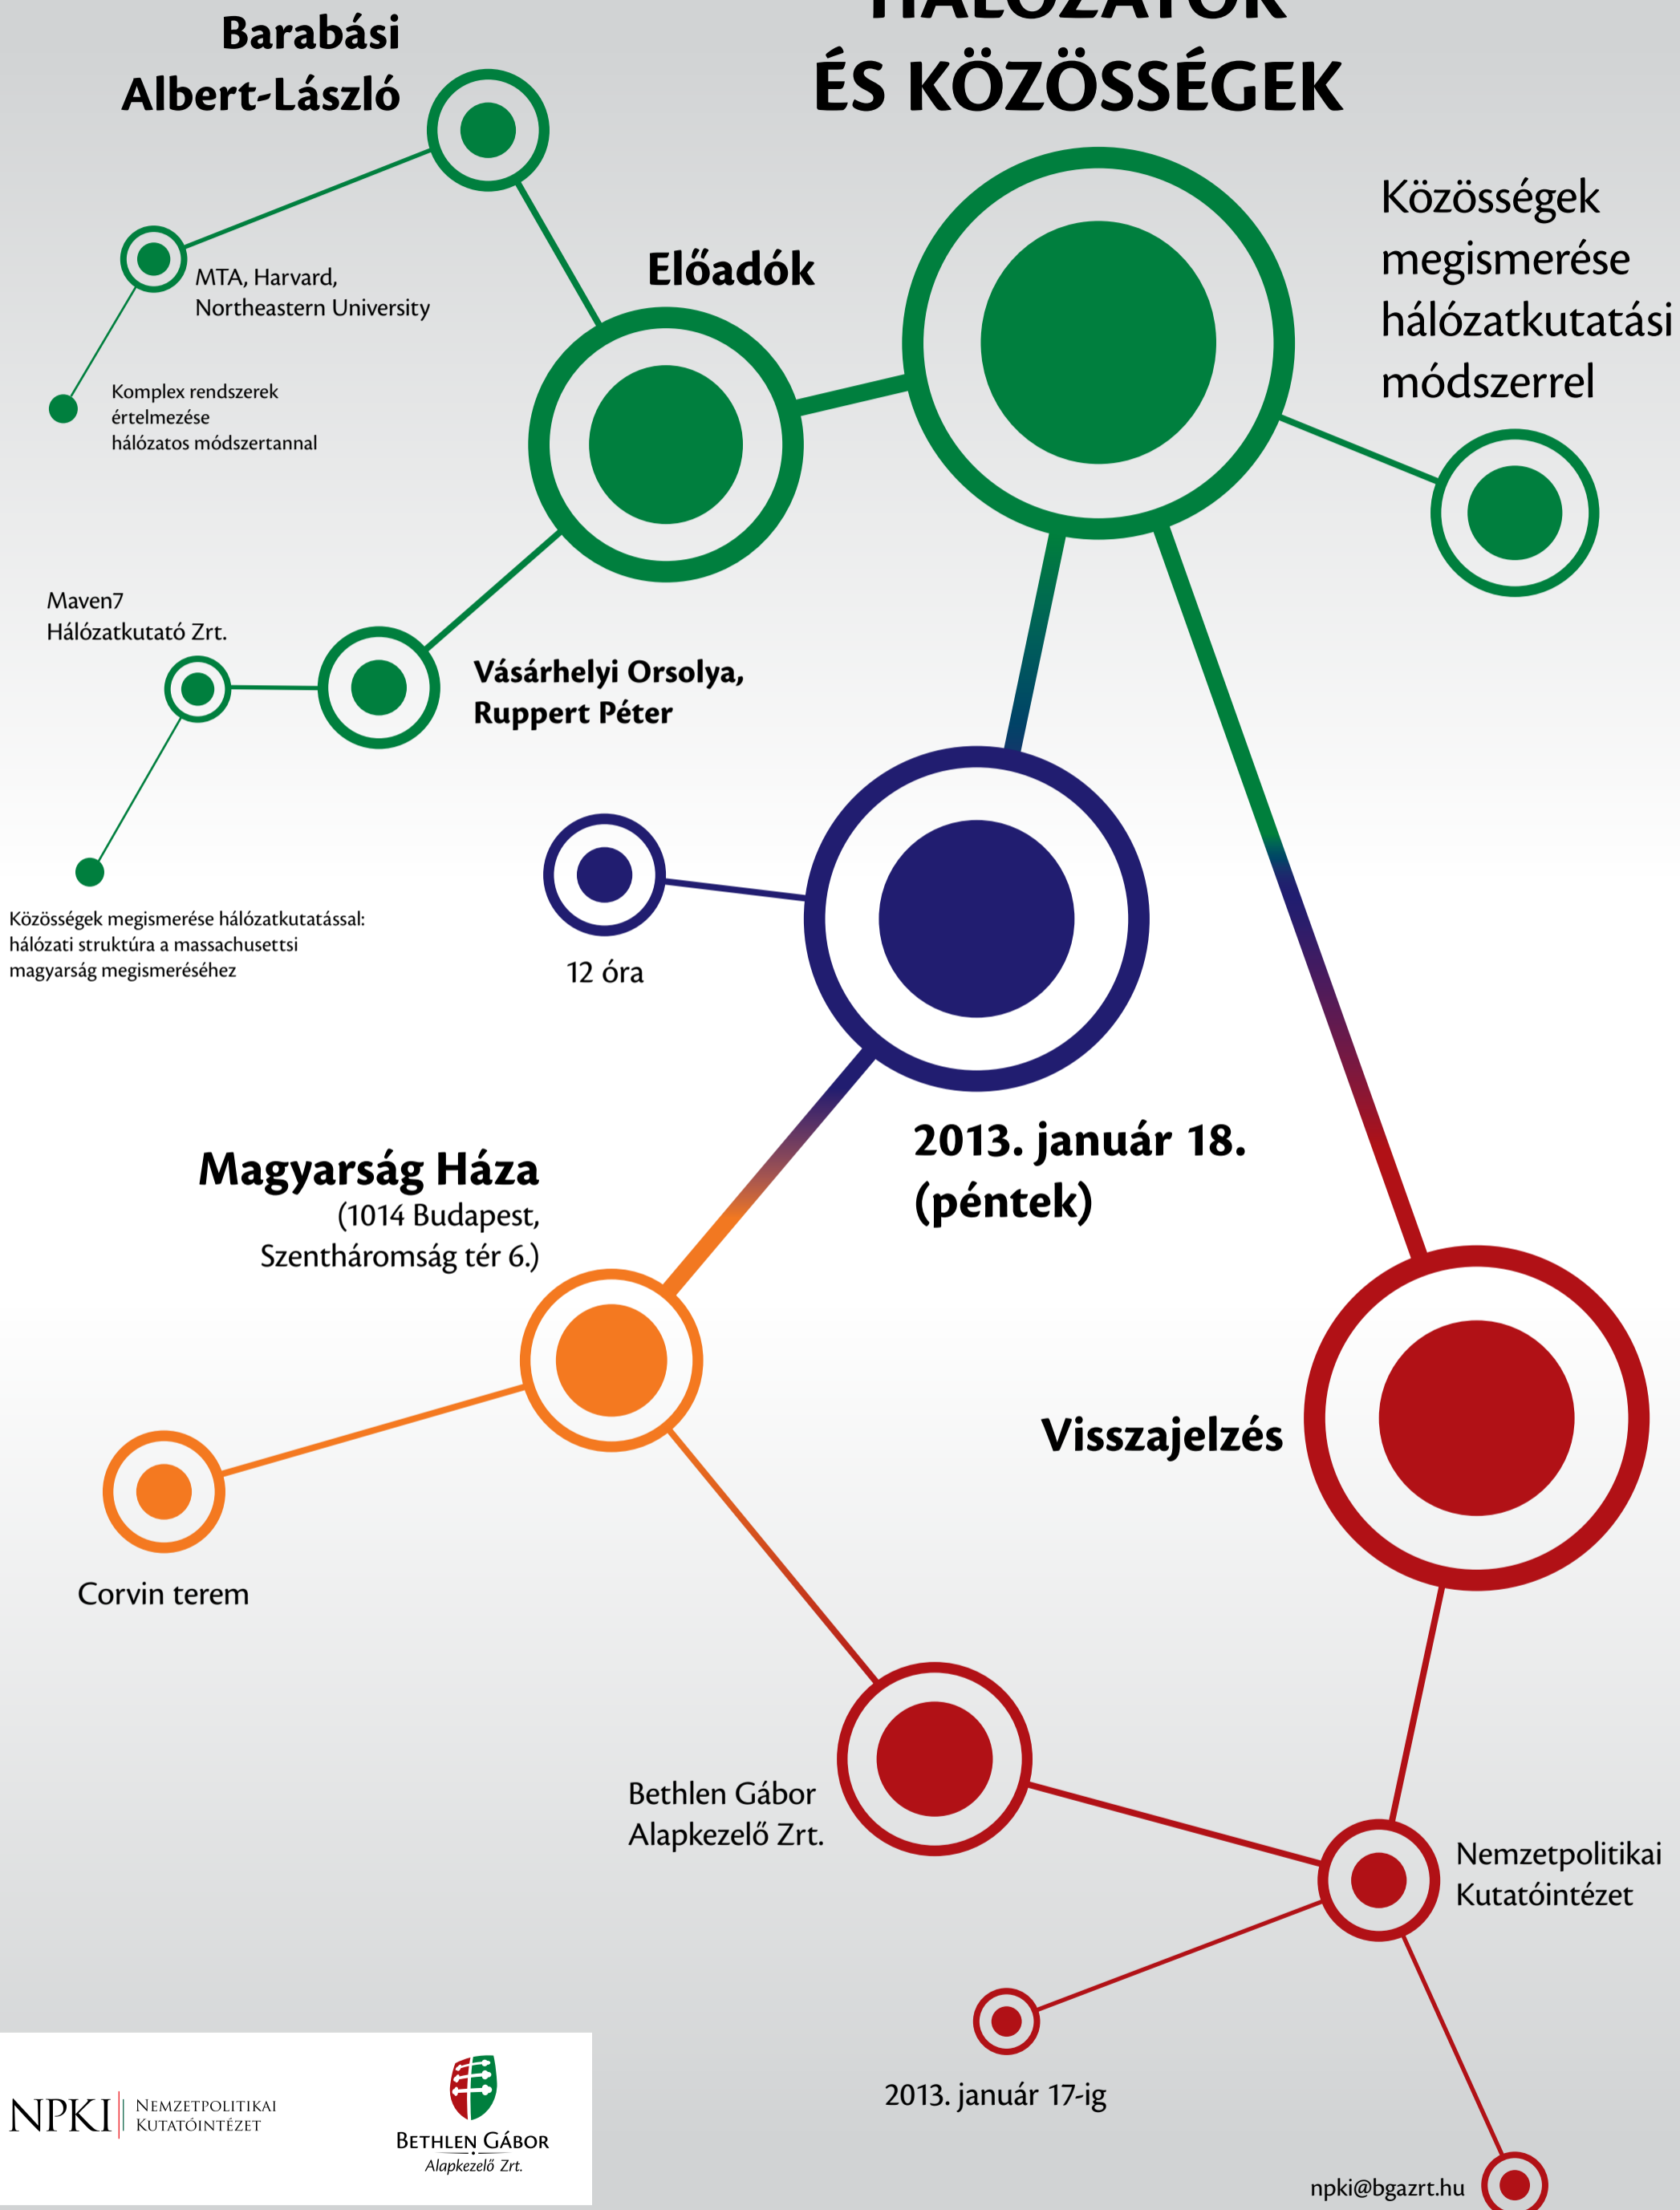 HÁLÓZATOK
ÉS KÖZÖSSÉGEK
Barabási
Albert-László
MTA, Harvard,
Northeastern University
Komplex rendszerek
értelmezése
hálózatos módszertannal
Előadók
Közösségek
megismerése
hálózatkutatási
módszerrel
Maven7
Hálózatkutató Zrt.
Vásárhelyi Orsolya,
Ruppert Péter
Közösségek megismerése hálózatkutatással:
hálózati struktúra a massachusettsi
magyarság megismeréséhez
12 óra
2013. január 18.
(péntek)
Magyarság Háza
(1014 Budapest,
Szentháromság tér 6.)
Corvin terem
Visszajelzés
Bethlen Gábor
Alapkezelő Zrt.
Nemzetpolitikai
Kutatóintézet
2013. január 17-ig
npki@bgazrt.hu
NPKI
NEMZETPOLITIKAI
KUTATÓINTÉZET
BETHLEN GÁBOR
Alapkezelő Zrt.